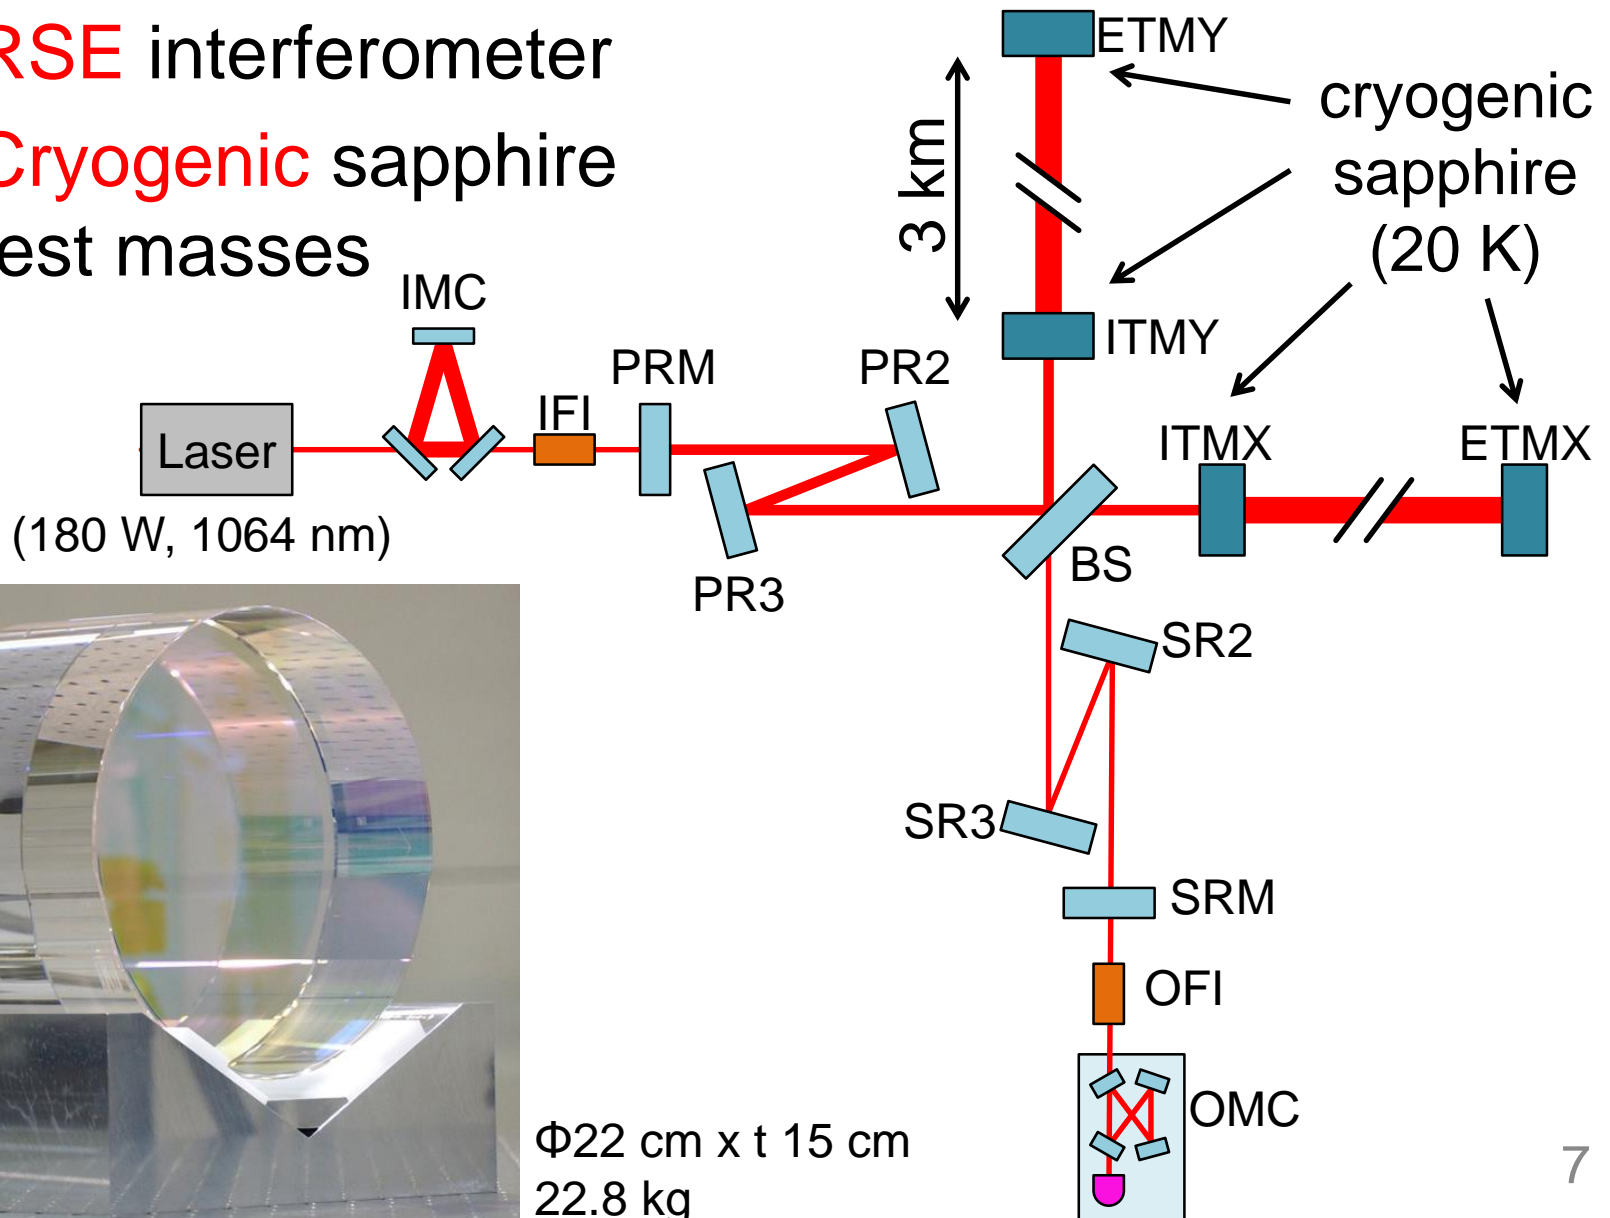 RSE interferometer
Cryogenic sapphire
est masses
ETMY
cryogenic
sapphire
(20 K)
3 km
IMC
ITMY
PRM
PR2
IFI
Laser
ITMX
ETMX
(180 W, 1064 nm)
BS
PR3
SR2
SR3
SRM
OFI
OMC
Φ22 cm x t 15 cm
22.8 kg
7